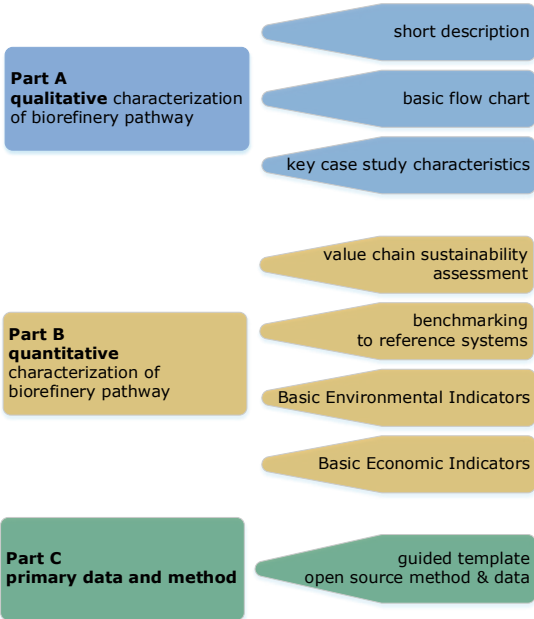 Part A
qualitative characterization
of biorefinery pathway
short description
basic flow chart
key case study characteristics
Part B
quantitative
characterization of
biorefinery pathway
value chain sustainability
assessment
benchmarking
to reference systems
Basic Environmental Indicators
Basic Economic Indicators
Part C
primary data and method
guided template
open source method & data